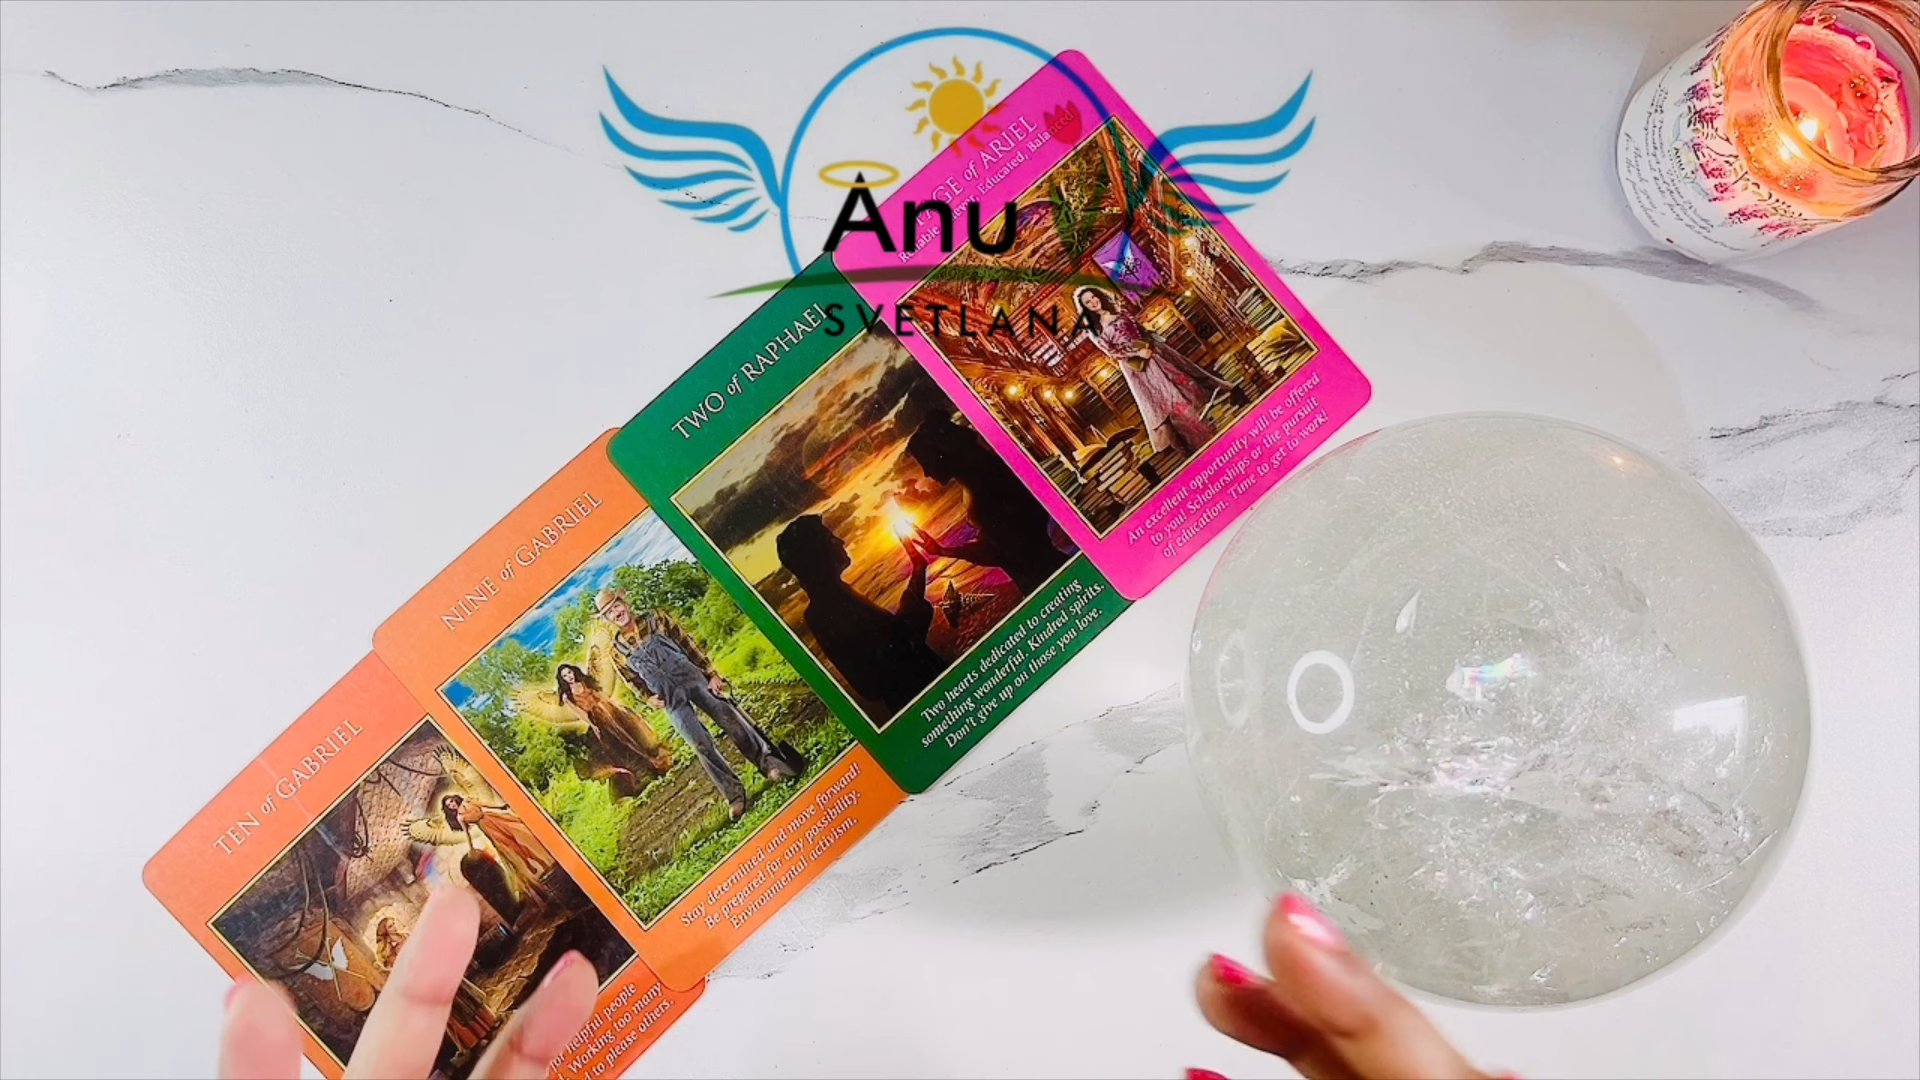 Anu
SVETLANA
GE of ARIEL
Educated, Balanced!
An excellent opportunity will be offered
to you! Scholarships or the pursuit
of education. Time to get to work!
TWO of RAPHAEL
Two hearts dedicated to creating
something wonderful. Kindred spirits.
Don't give up on those you love.
NINE of GABRIEL
Stay determined and move forward!
Be prepared for any possibility.
Environmental activism.
TEN of GABRIEL
for helpful people
Working too many
to please others.